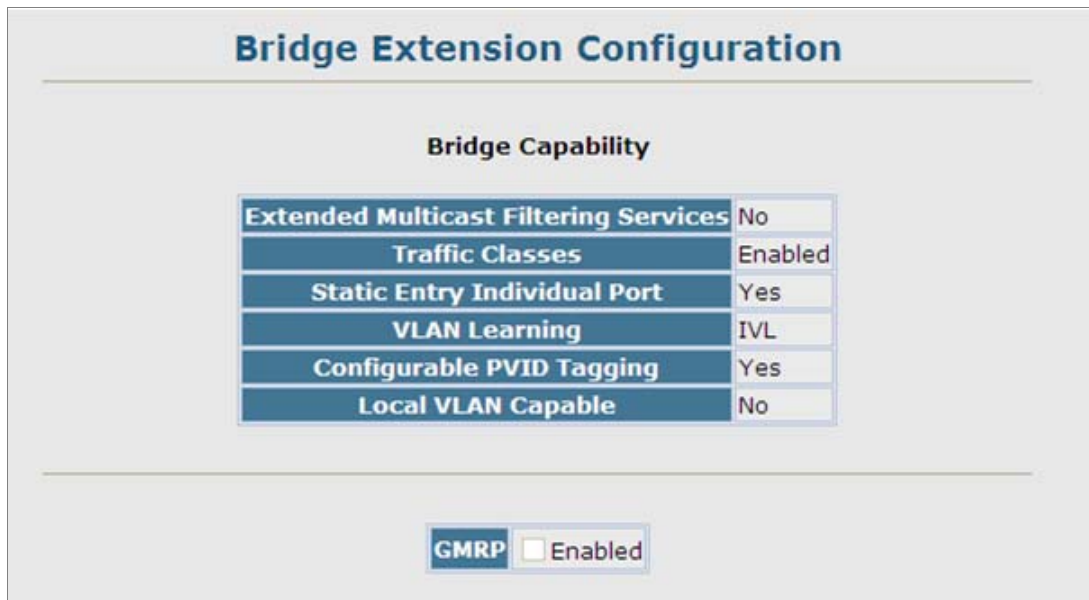 Bridge Extension Configuration
Bridge Capability
Extended Multicast Filtering Services No
Traffic Classes Enabled
Static Entry Individual Port Yes
VLAN Learning IVL
Configurable PVID Tagging Yes
Local VLAN Capable No
GMRP Enabled